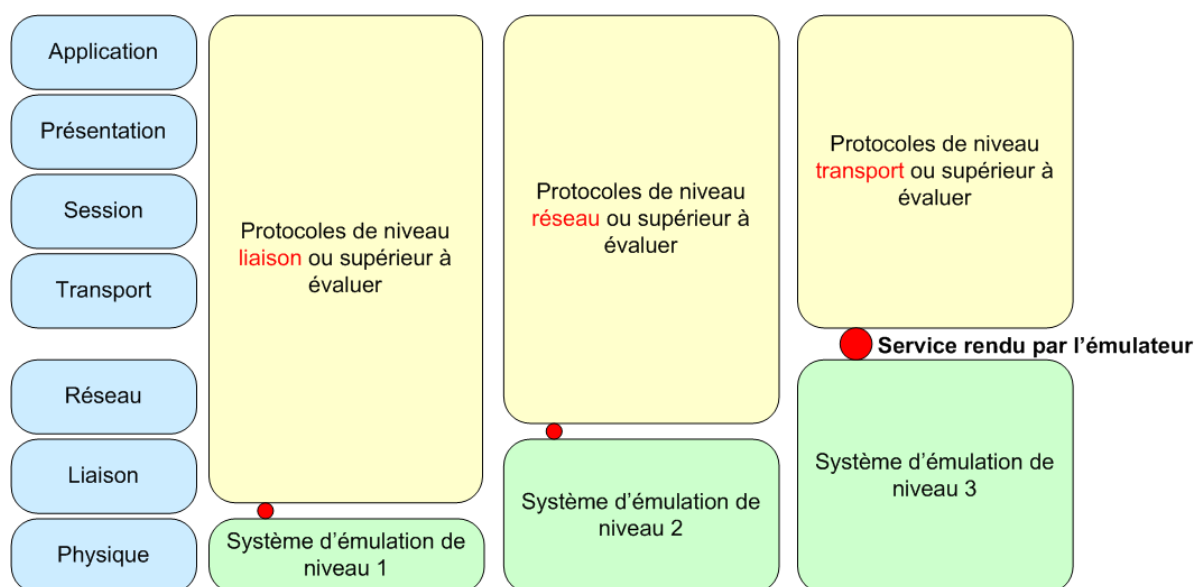 Application
Présentation
Session
Transport
Réseau
Liaison
Physique
Protocoles de niveau
liaison ou supérieur à
évaluer
Système d’émulation de
niveau 1
Protocoles de niveau
réseau ou supérieur à
évaluer
Système d’émulation de
niveau 2
Protocoles de niveau
transport ou supérieur à
évaluer
Service rendu par l’émulateur
Système d’émulation de
niveau 3